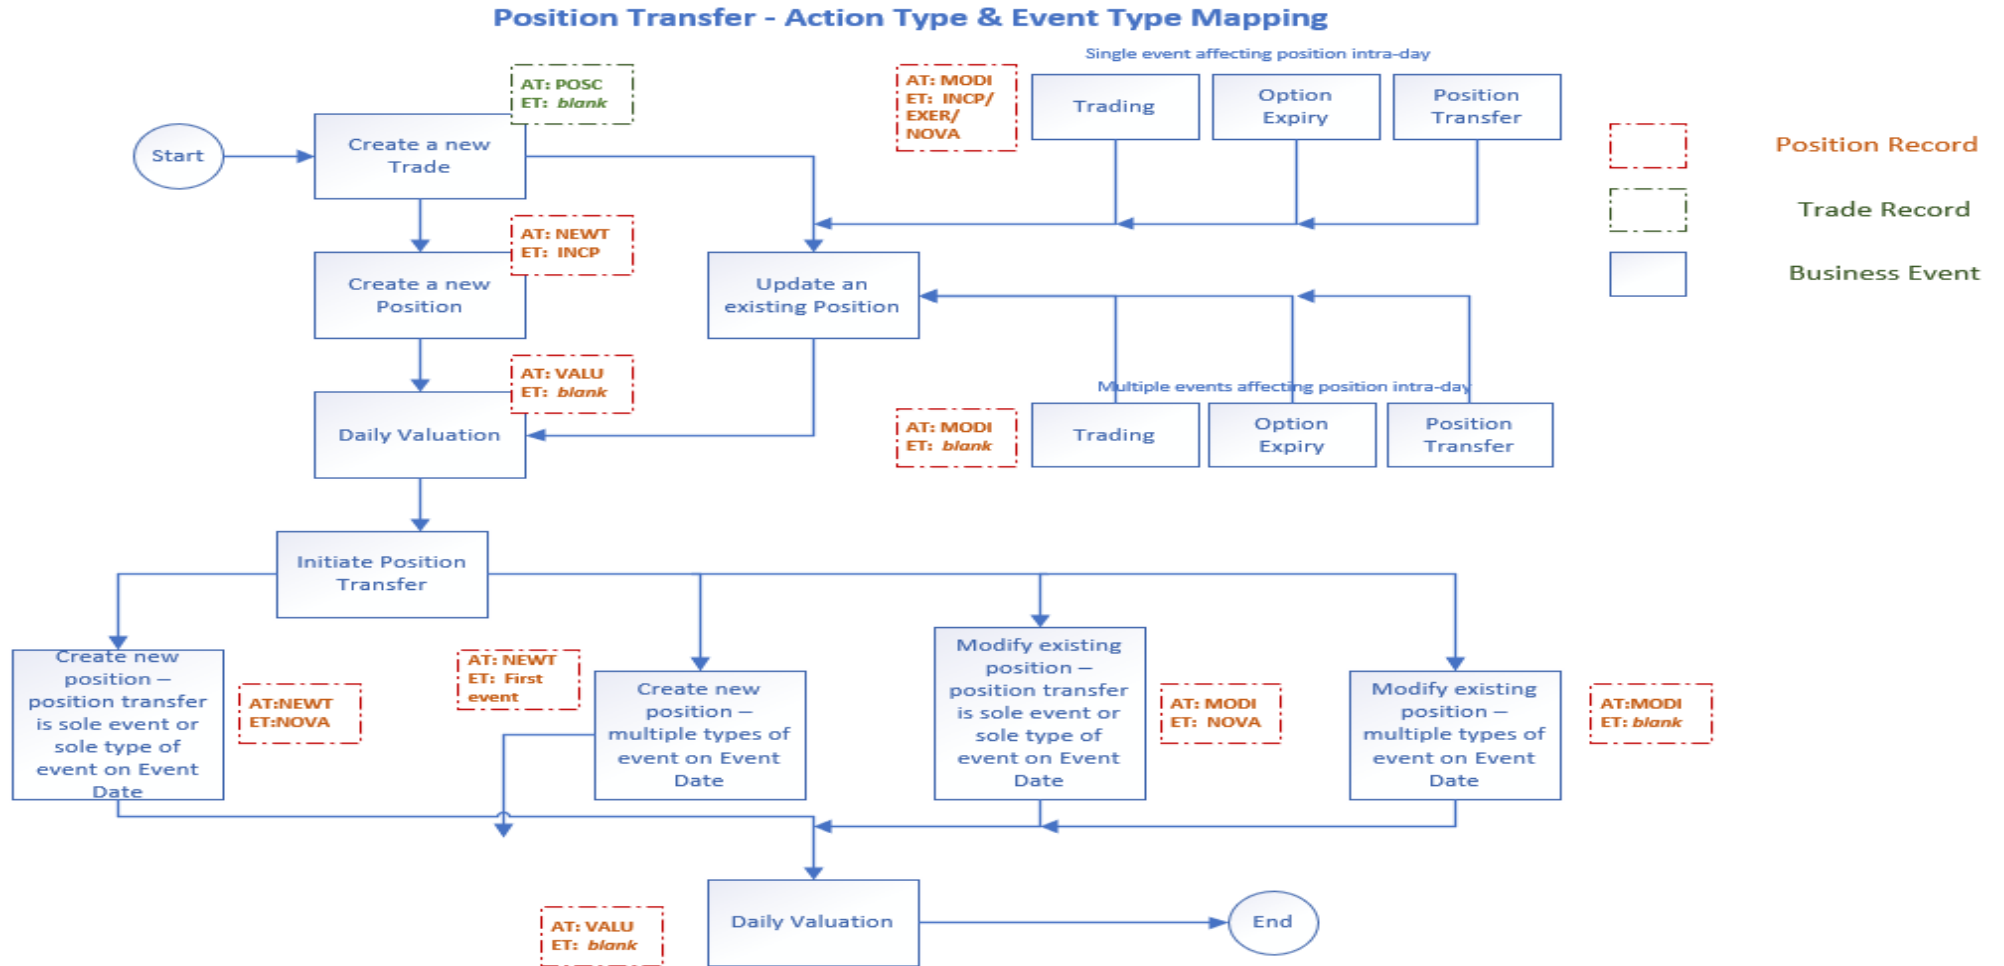 Position Transfer - Action Type & Event Type Mapping
Single event affecting position intra-day
AT: POSC
ET: blank
AT: MODI
ET: INCP/
EXER/
NOVA
Trading
Option
Expiry
Position
Transfer
Start
Create a new
Trade
Position Record
Trade Record
Business Event
AT: NEWT
ET: INCP
Create a new
Position
Update an
existing Position
AT: VALU
ET: blank
Daily Valuation
Multiple events affecting position intra-day
AT: MODI
ET: blank
Trading
Option
Expiry
Position
Transfer
Initiate Position
Transfer
Create new
position –
position transfer
is sole event or
sole type of
event on Event
Date
AT:NEWT
ET:NOVA
AT: NEWT
ET: First
event
Create new
position –
multiple types of
event on Event
Date
Modify existing
position –
position transfer
is sole event or
sole type of
event on Event
Date
AT: MODI
ET: NOVA
Modify existing
position –
multiple types of
event on Event
Date
AT:MODI
ET: blank
AT: VALU
ET: blank
Daily Valuation
End